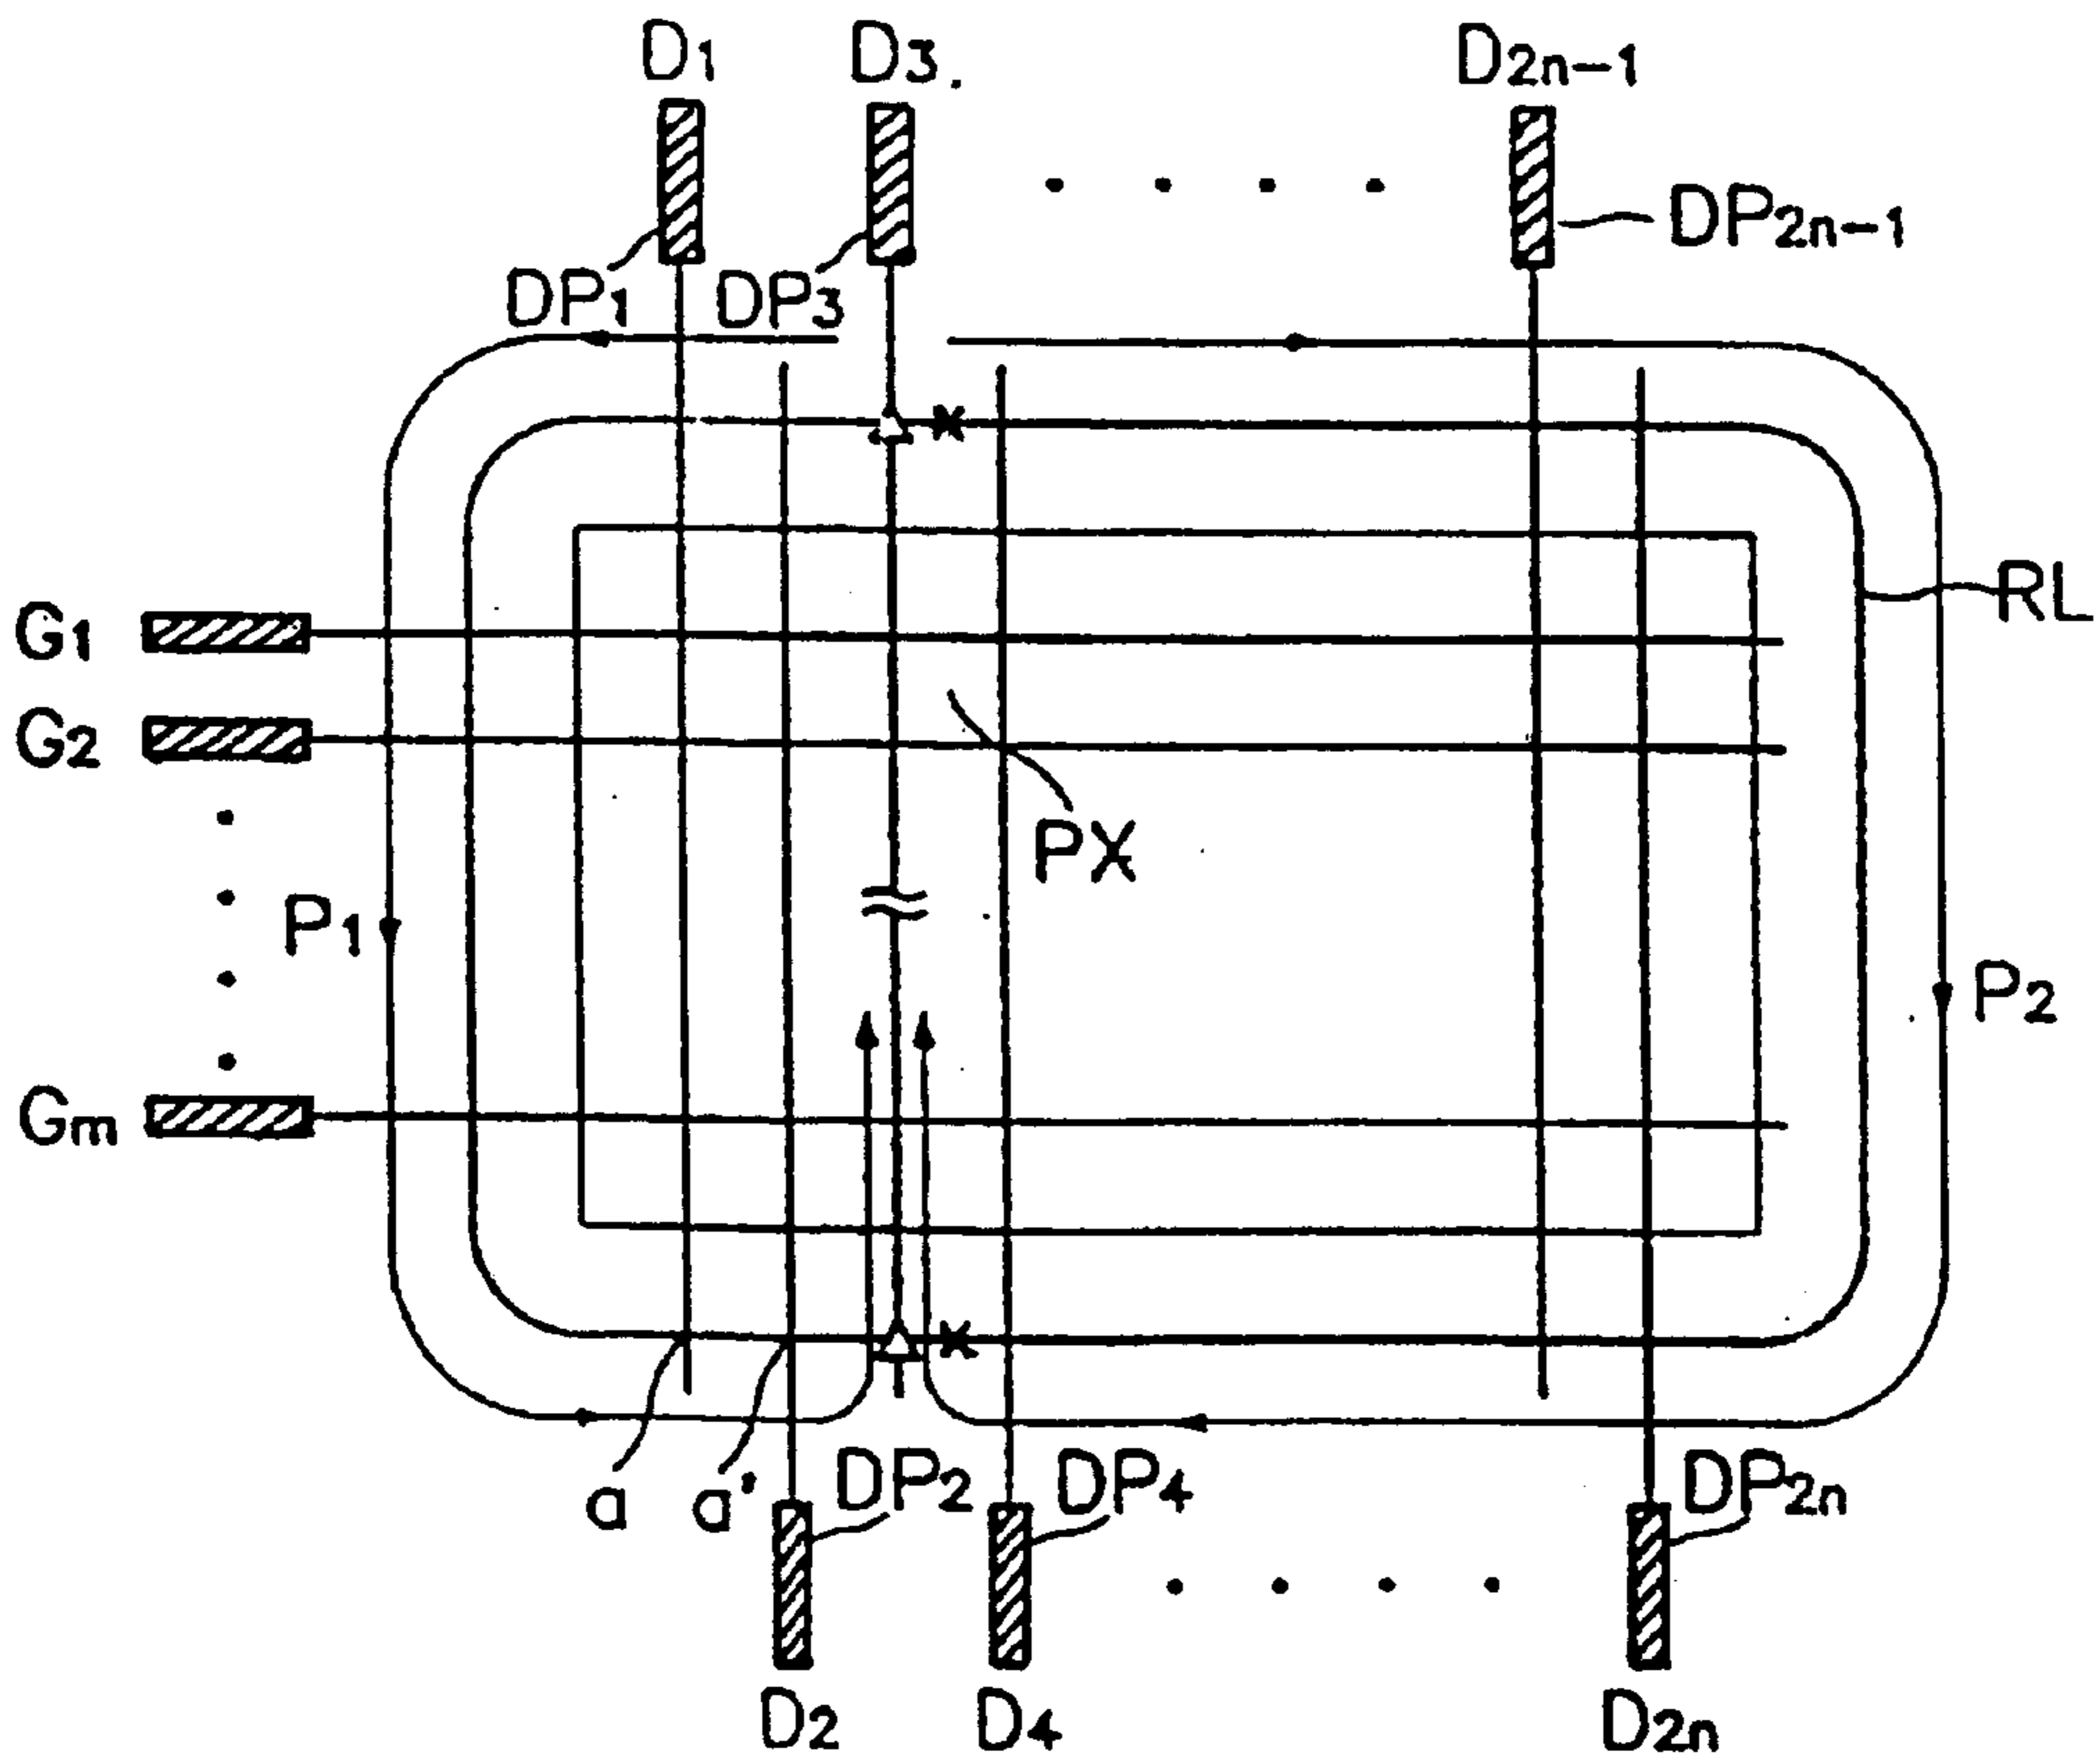 D1 D3. D2n-1
DP2n-1
DP1 DP3
RL
G1
G2
PX
P1
P2
Gm
DP2 DP4 DP2n
a a'
D2 D4 D2n